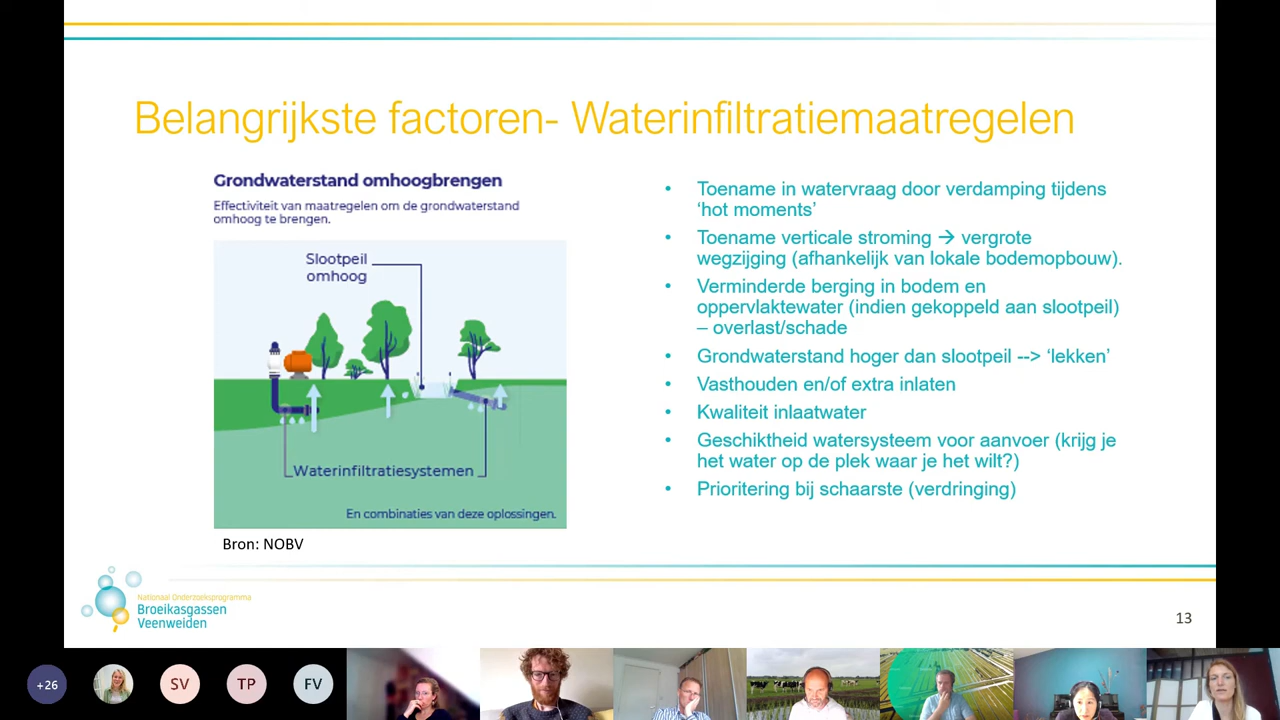 Belangrijkste factoren- Waterinfiltratiemaatregelen
Grondwaterstand omhoogbrengen
Effectiviteit van maatregelen om de grondwaterstand
omhoog te brengen.
Slootpeil
omhoog
Waterinfiltratiesystemen
En combinaties van deze oplossingen.
Bron: NOBV
• Toename in watervraag door verdamping tijdens
‘hot moments’
• Toename verticale stroming → vergrote
wegzijging (afhankelijk van lokale bodemopbouw).
• Verminderde berging in bodem en
oppervlaktewater (indien gekoppeld aan slootpeil)
– overlast/schade
• Grondwaterstand hoger dan slootpeil --> ‘lekken’
• Vasthouden en/of extra inlaten
• Kwaliteit inlaatwater
• Geschiktheid watersysteem voor aanvoer (krijg je
het water op de plek waar je het wilt?)
• Prioritering bij schaarste (verdringing)
Nationaal Onderzoeksprogramma
Broeikasgassen
Veenweiden
13
+26
SV
TP
FV